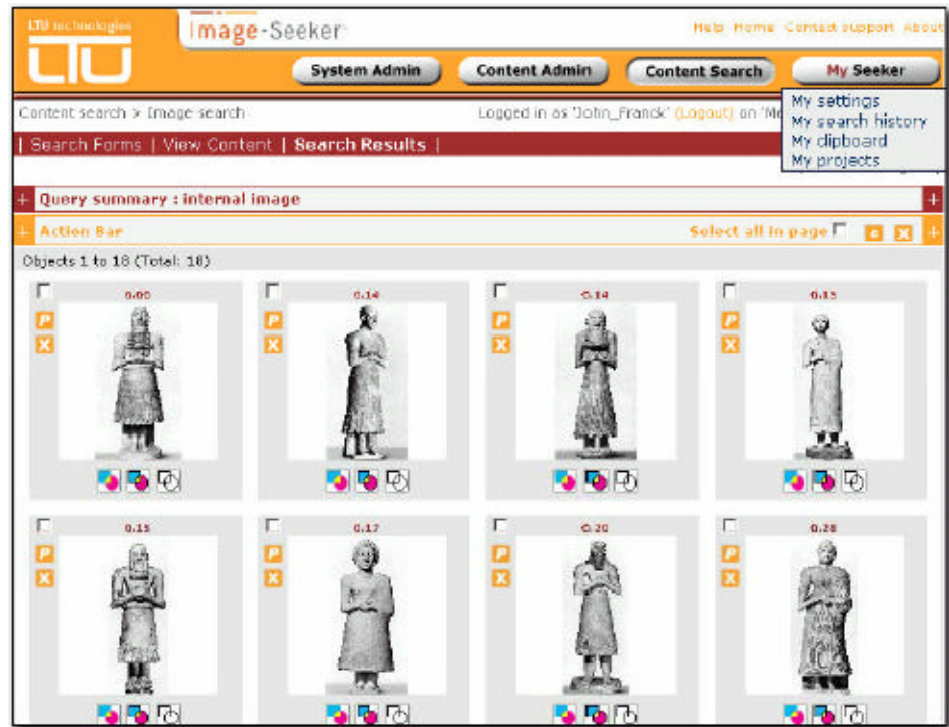 LTU technologies
LTU
Image-Seeker
Help Home Contact support About
System Admin
Content Admin
Content Search
My Seeker
Content search > Image search
Logged in as 'John_Franck' (Logout) on 'Me
My settings
My search history
My clipboard
My projects
| Search Forms | View Content | Search Results |
+ Query summary : internal image +
+ Action Bar
Select all in page
+
Objects 1 to 18 (Total: 18)
0.00
0.14
0.14
0.15
P
X
P
X
P
X
P
X
0.15
0.17
0.20
0.28
P
X
P
X
P
X
P
X